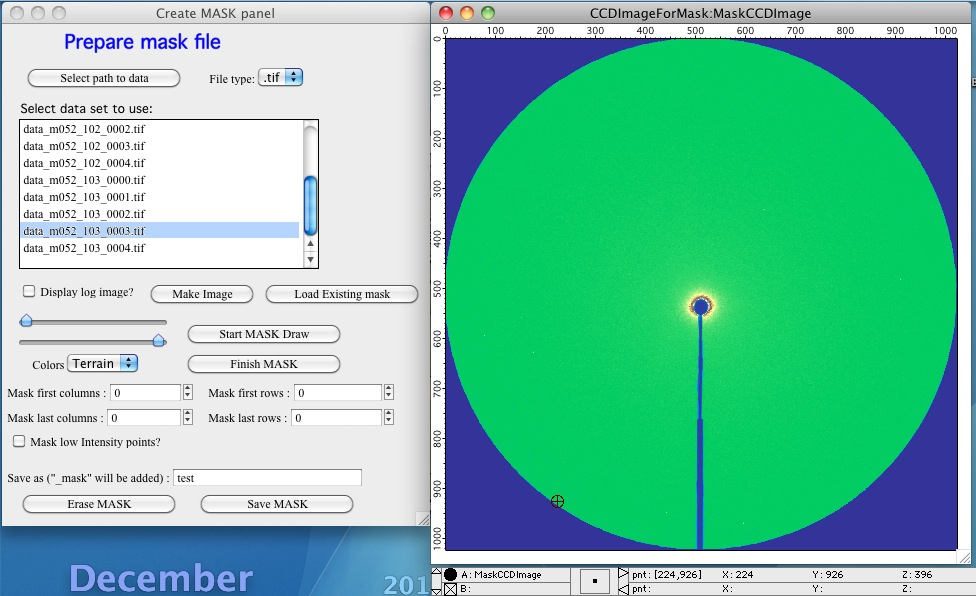 Create MASK panel
Prepare mask file
Select path to data
File type: .tif
Select data set to use:
data_m052_102_0002.tif
data_m052_102_0003.tif
data_m052_102_0004.tif
data_m052_103_0000.tif
data_m052_103_0001.tif
data_m052_103_0002.tif
data_m052_103_0003.tif
data_m052_103_0004.tif
Display log image?
Make Image
Load Existing mask
Start MASK Draw
Colors Terrain
Finish MASK
Mask first columns : 0
Mask first rows : 0
Mask last columns : 0
Mask last rows : 0
Mask low Intensity points?
Save as ("_mask" will be added) : test
Erase MASK
Save MASK
December
201
CCDImageForMask:MaskCCDImage
0 100 200 300 400 500 600 700 800 900 1000
0
100
200
300
400
500
600
700
800
900
1000
A: MaskCCDImage
B:
pnt: [224,926] X: 224 Y: 926 Z: 396
pnt: X: Y: Z: